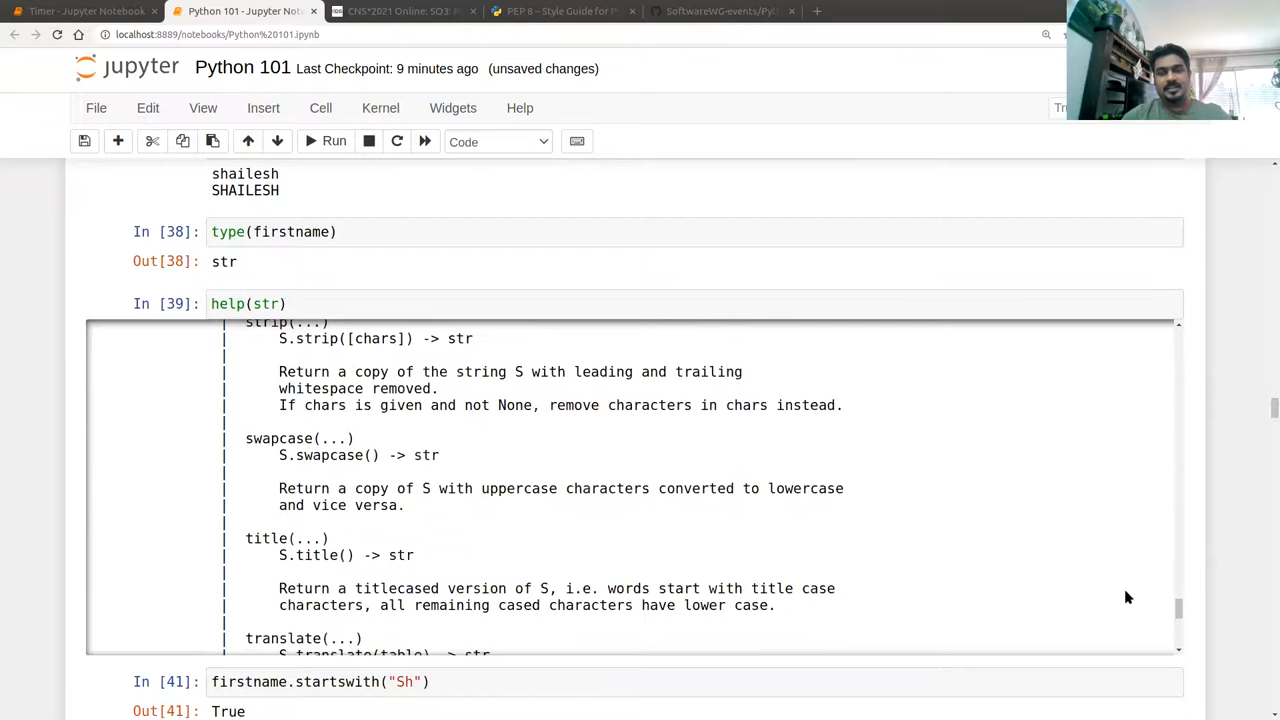 Timer - Jupyter Notebook
Python 101 - Jupyter Not
CNS*2021 Online: SO3:
PEP 8 – Style Guide for P
SoftwareWG-events/Py
localhost:8889/notebooks/Python%20101.ipynb
jupyter Python 101 Last Checkpoint: 9 minutes ago (unsaved changes)
File Edit View Insert Cell Kernel Widgets Help
Run Code
shailesh
SHAILESH
In [38]: type(firstname)
Out[38]: str
In [39]: help(str)
strip(...)
| S.strip([chars]) -> str
|
| Return a copy of the string S with leading and trailing
| whitespace removed.
| If chars is given and not None, remove characters in chars instead.
|
| swapcase(...)
| S.swapcase() -> str
|
| Return a copy of S with uppercase characters converted to lowercase
| and vice versa.
|
| title(...)
| S.title() -> str
|
| Return a titlecased version of S, i.e. words start with title case
| characters, all remaining cased characters have lower case.
|
| translate(...)
| S.translate(table) -> str
In [41]: firstname.startswith("Sh")
Out[41]: True